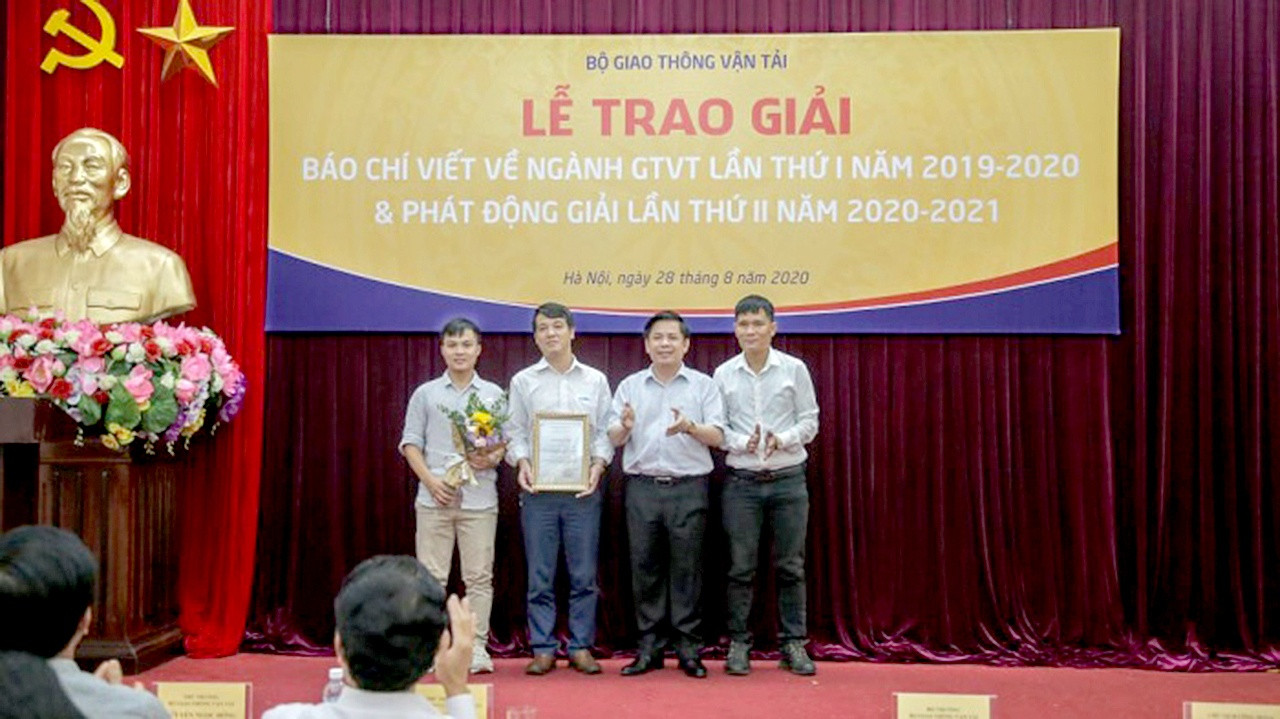 BỘ GIAO THÔNG VẬN TẢI
LỄ TRAO GIẢI
BÁO CHÍ VIẾT VỀ NGÀNH GTVT LẦN THỨ I NĂM 2019-2020
& PHÁT ĐỘNG GIẢI LẦN THỨ II NĂM 2020-2021
Hà Nội, ngày 28 tháng 8 năm 2020